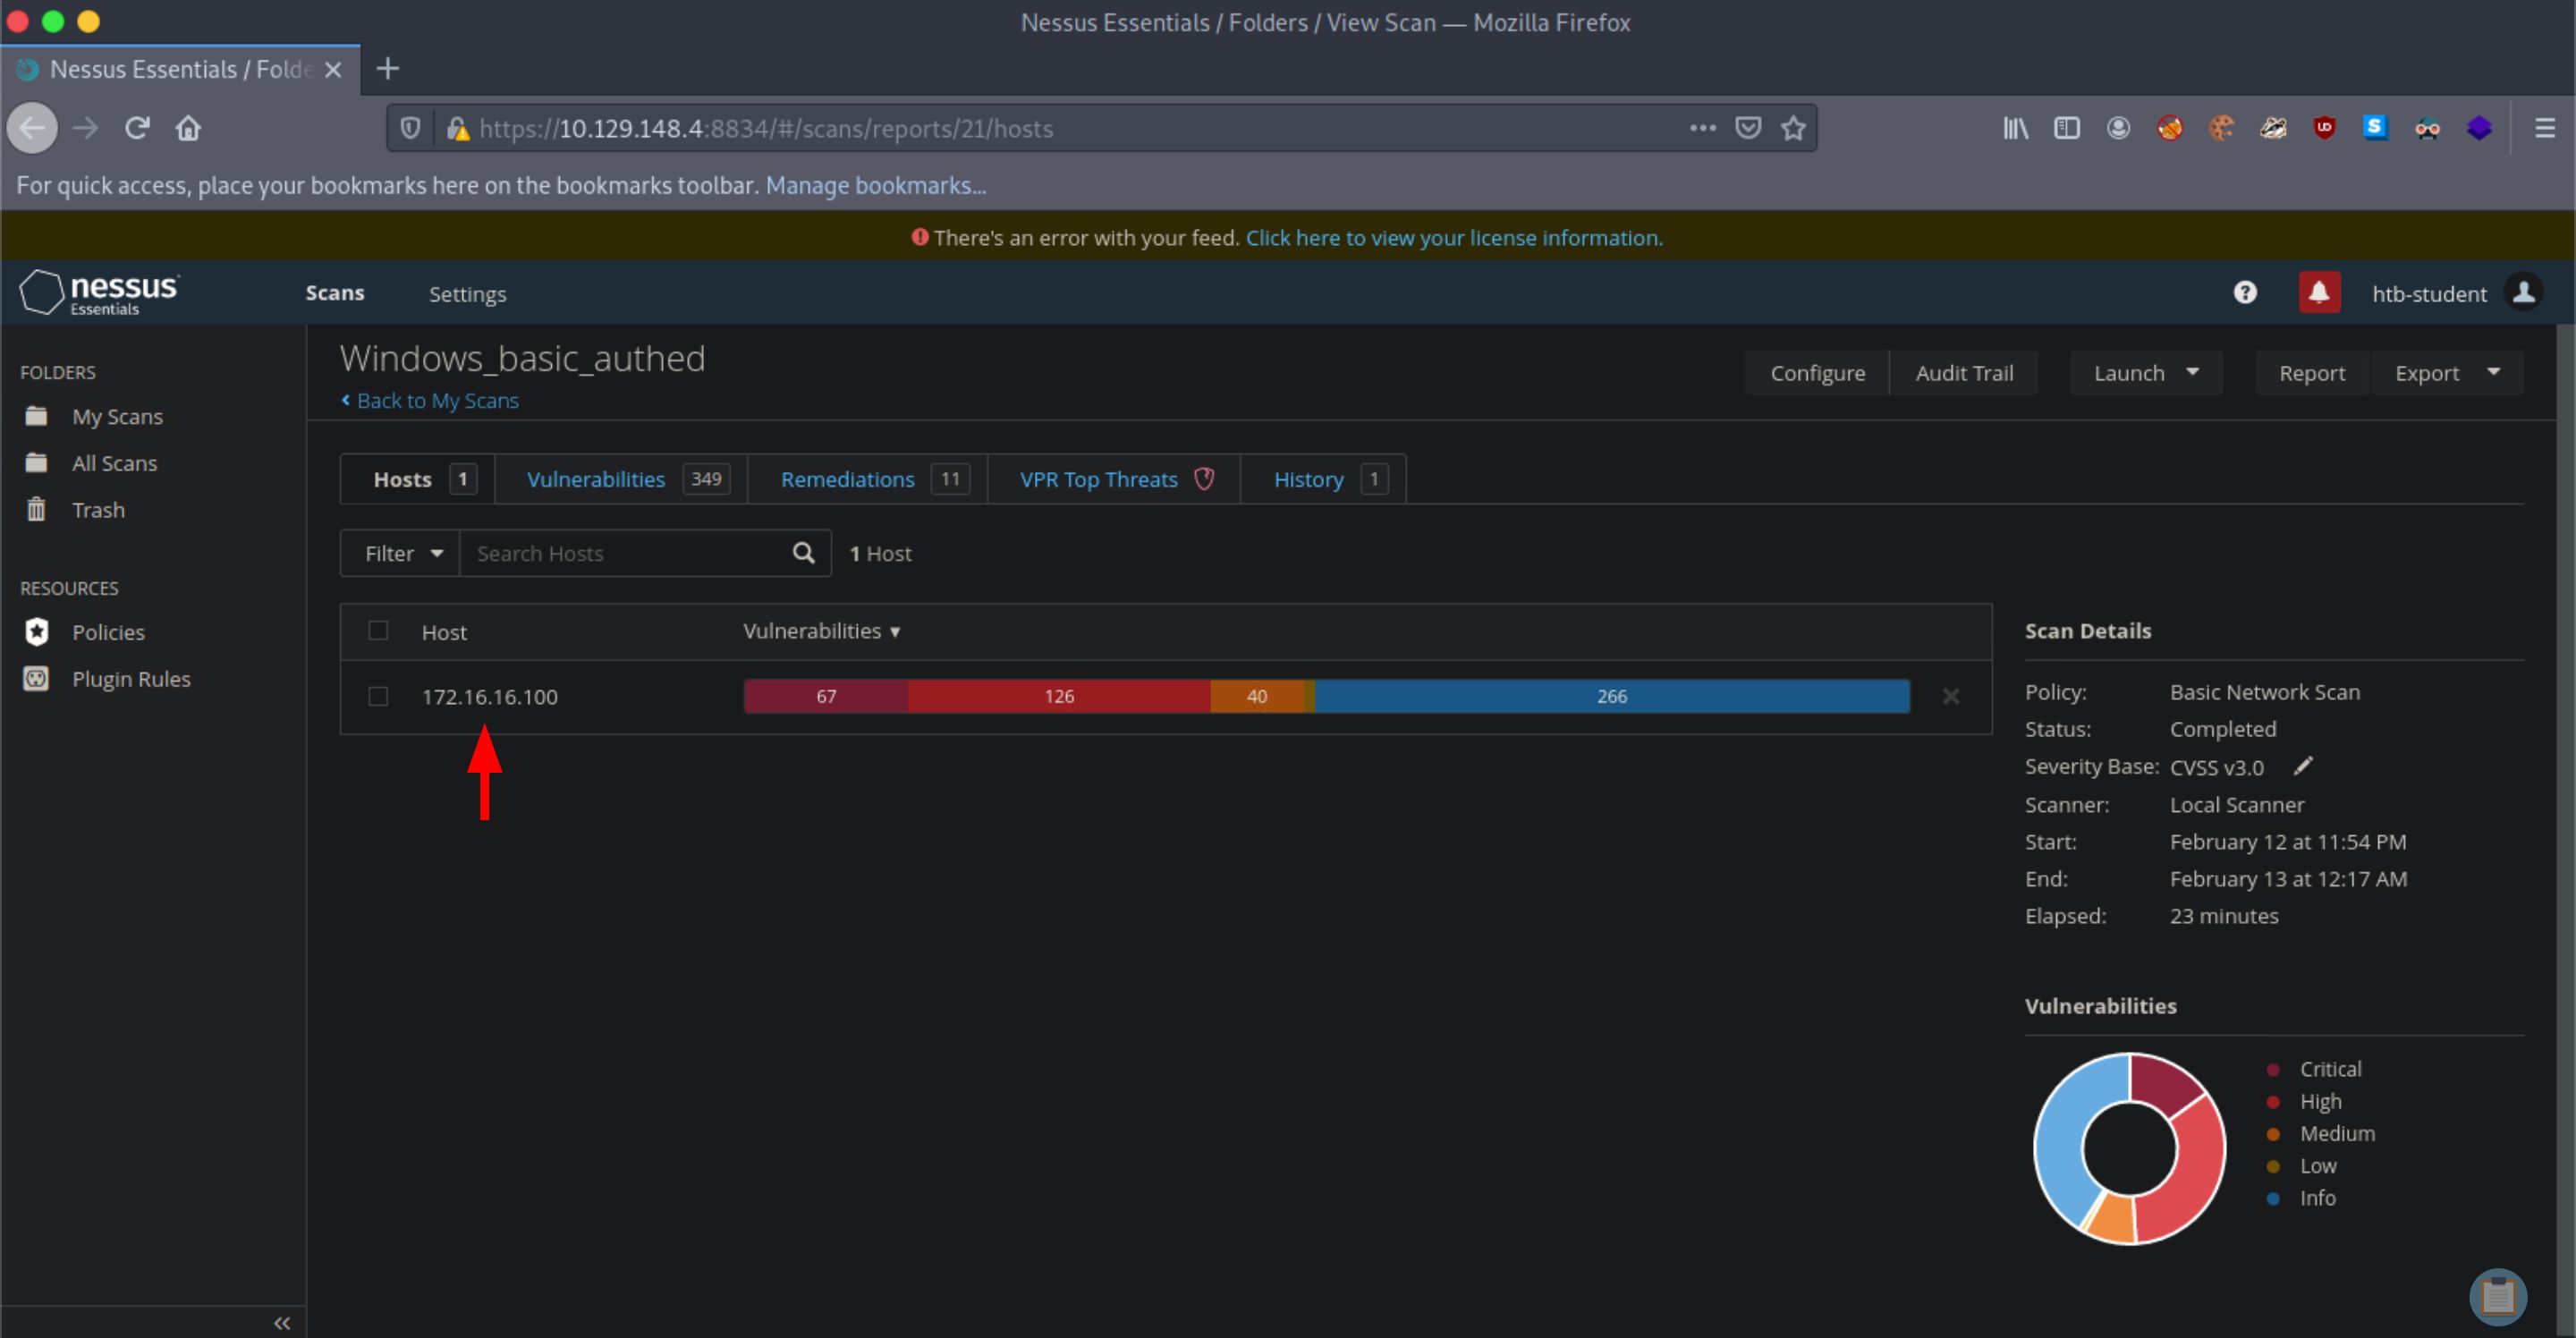 Nessus Essentials / Folders / View Scan — Mozilla Firefox
Nessus Essentials / Folde
https://10.129.148.4:8834/#/scans/reports/21/hosts
For quick access, place your bookmarks here on the bookmarks toolbar. Manage bookmarks...
There's an error with your feed. Click here to view your license information.
nessus
Essentials
Scans Settings htb-student
FOLDERS
My Scans
All Scans
Trash
RESOURCES
Policies
Plugin Rules
Windows_basic_authed
Back to My Scans
Configure Audit Trail Launch Report Export
Hosts 1 Vulnerabilities 349 Remediations 11 VPR Top Threats History 1
Filter Search Hosts 1 Host
Host Vulnerabilities
172.16.16.100 67 126 40 266
Scan Details
Policy: Basic Network Scan
Status: Completed
Severity Base: CVSS v3.0
Scanner: Local Scanner
Start: February 12 at 11:54 PM
End: February 13 at 12:17 AM
Elapsed: 23 minutes
Vulnerabilities
Critical
High
Medium
Low
Info